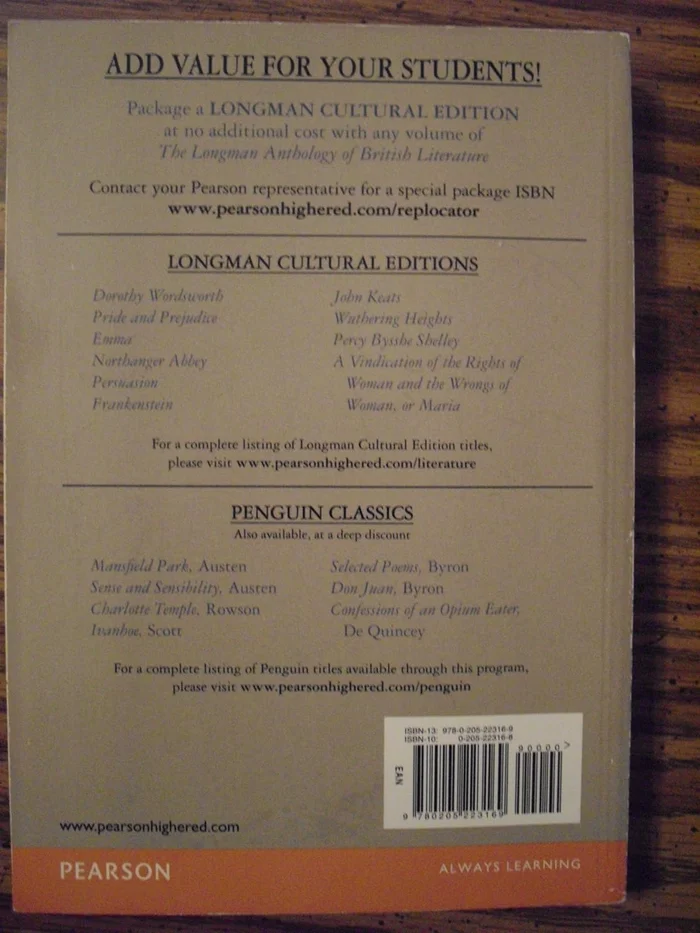 ADD VALUE FOR YOUR STUDENTS!
Package a LONGMAN CULTURAL EDITION
at no additional cost with any volume of
The Longman Anthology of British Literature
Contact your Pearson representative for a special package ISBN
www.pearsonhighered.com/replocator
LONGMAN CULTURAL EDITIONS
Dorothy Wordsworth
Pride and Prejudice
Emma
Northanger Abbey
Persuasion
Frankenstein
John Keats
Wuthering Heights
Percy Bysshe Shelley
A Vindication of the Rights of
Woman and the Wrongs of
Woman, or Maria
For a complete listing of Longman Cultural Edition titles,
please visit www.pearsonhighered.com/literature
PENGUIN CLASSICS
Also available, at a deep discount
Mansfield Park, Austen
Sense and Sensibility, Austen
Charlotte Temple, Rowson
Ivanhoe, Scott
Selected Poems, Byron
Don Juan, Byron
Confessions of an Opium Eater,
De Quincey
For a complete listing of Penguin titles available through this program,
please visit www.pearsonhighered.com/penguin
ISBN-13: 978-0-205-22316-9
ISBN-10: 0-205-22316-8
90000>
EAN
9 780205 223169
www.pearsonhighered.com
PEARSON
ALWAYS LEARNING